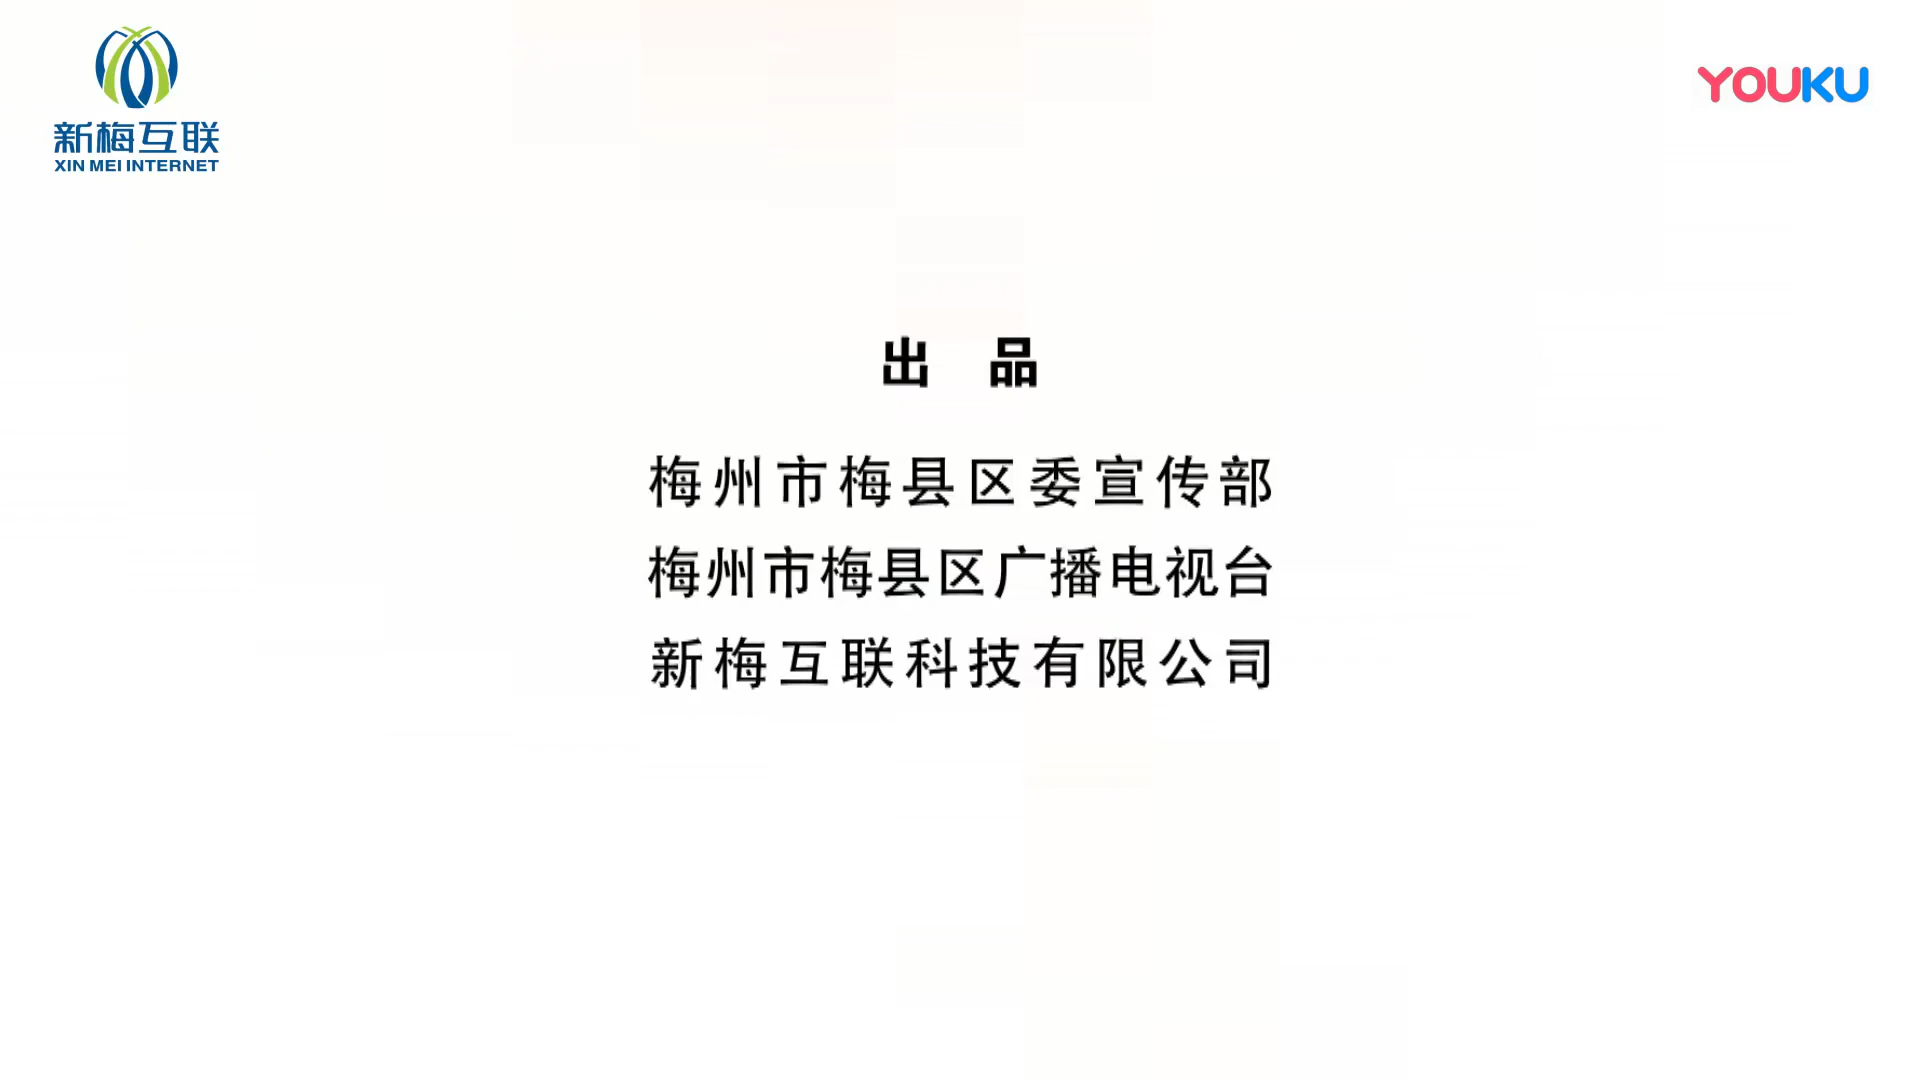 新梅互联
XIN MEI INTERNET
YOUKU
出 品
梅州市梅县区委宣传部
梅州市梅县区广播电视台
新梅互联科技有限公司